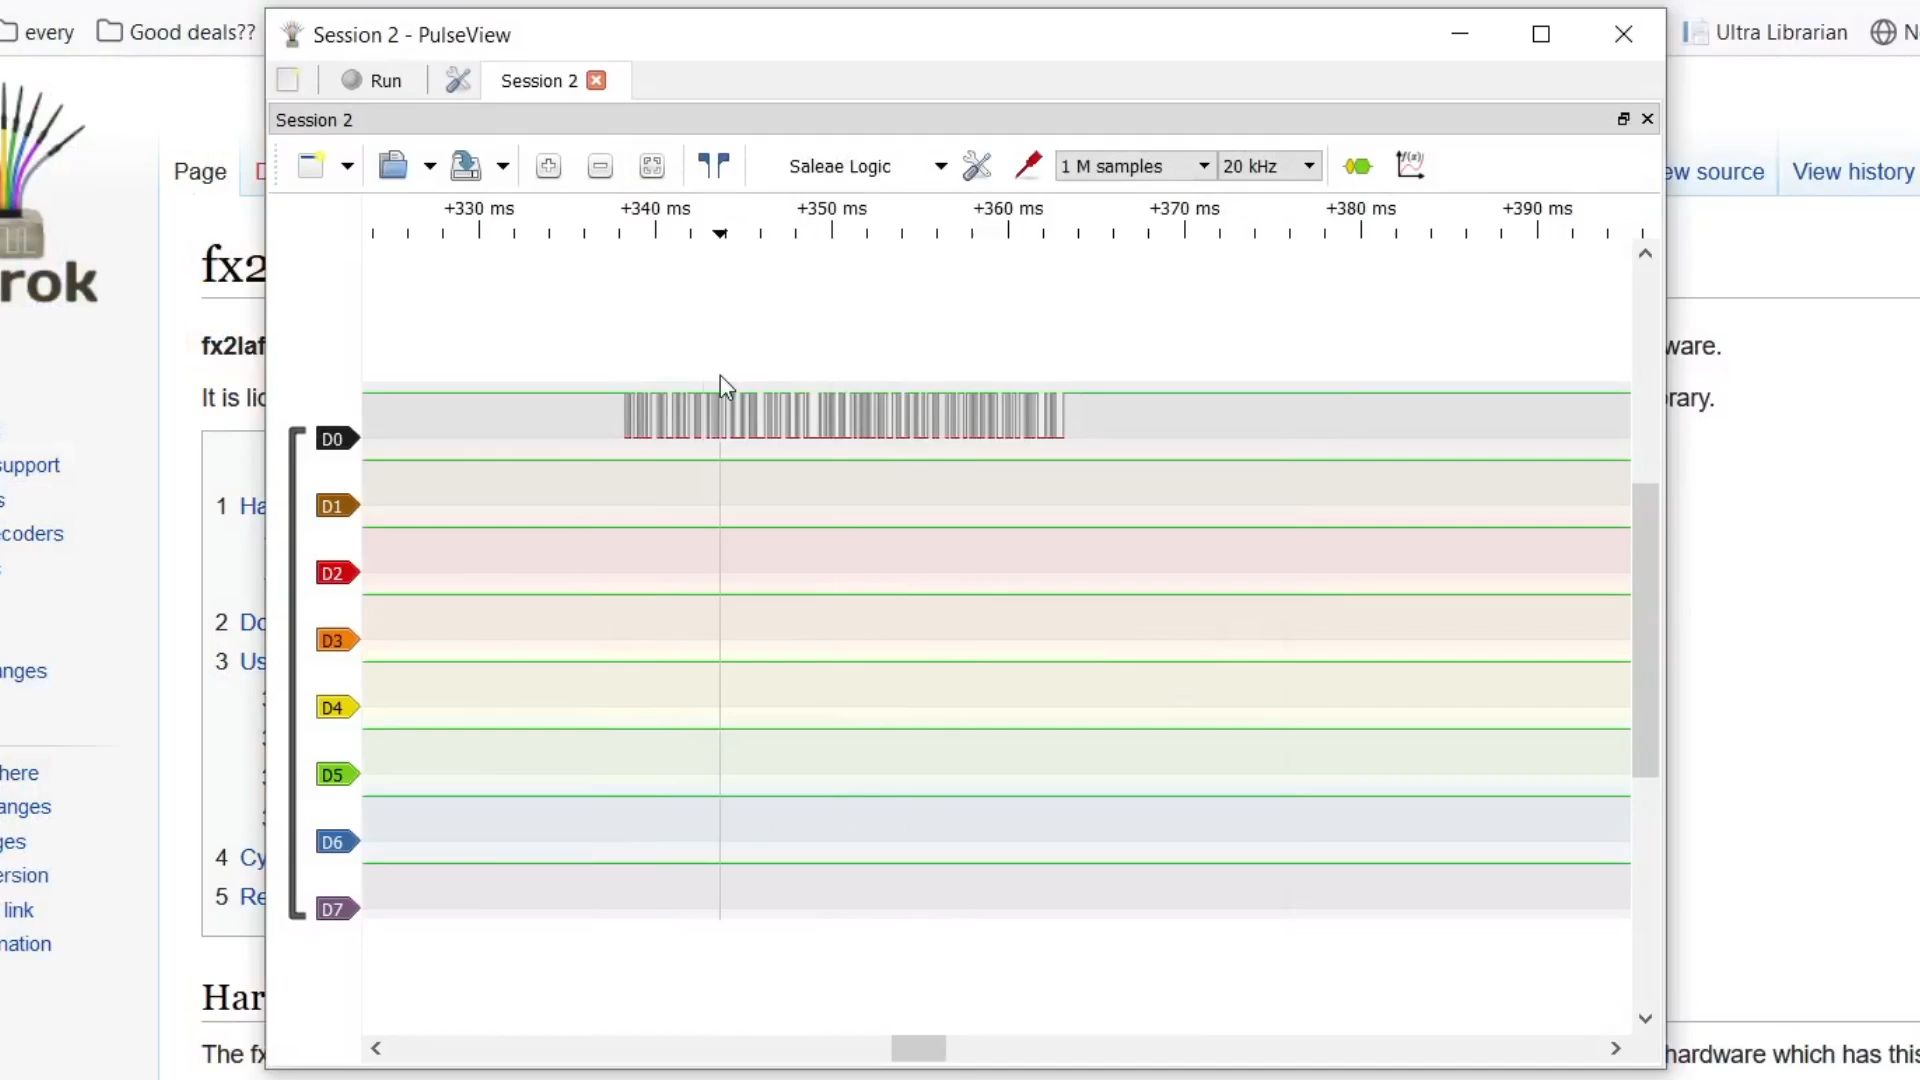 every
Good deals??
Ultra Librarian
Session 2 - PulseView
Run
Session 2
Session 2
Saleae Logic
1 M samples
20 kHz
f(x)
+330 ms
+340 ms
+350 ms
+360 ms
+370 ms
+380 ms
+390 ms
Page
ew source
View history
rok
fx2
fx2laf
ware.
It is lic
rary.
D0
D1
D2
D3
D4
D5
D6
D7
support
ecoders
anges
here
anges
ges
ersion
link
mation
1 Ha
2 Do
3 Us
4 Cy
5 Re
Har
The fx
hardware which has this